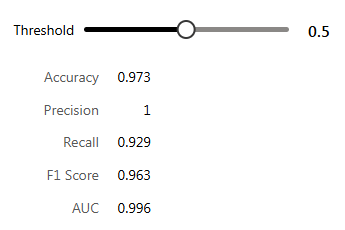 Threshold 0.5
Accuracy 0.973
Precision 1
Recall 0.929
F1 Score 0.963
AUC 0.996